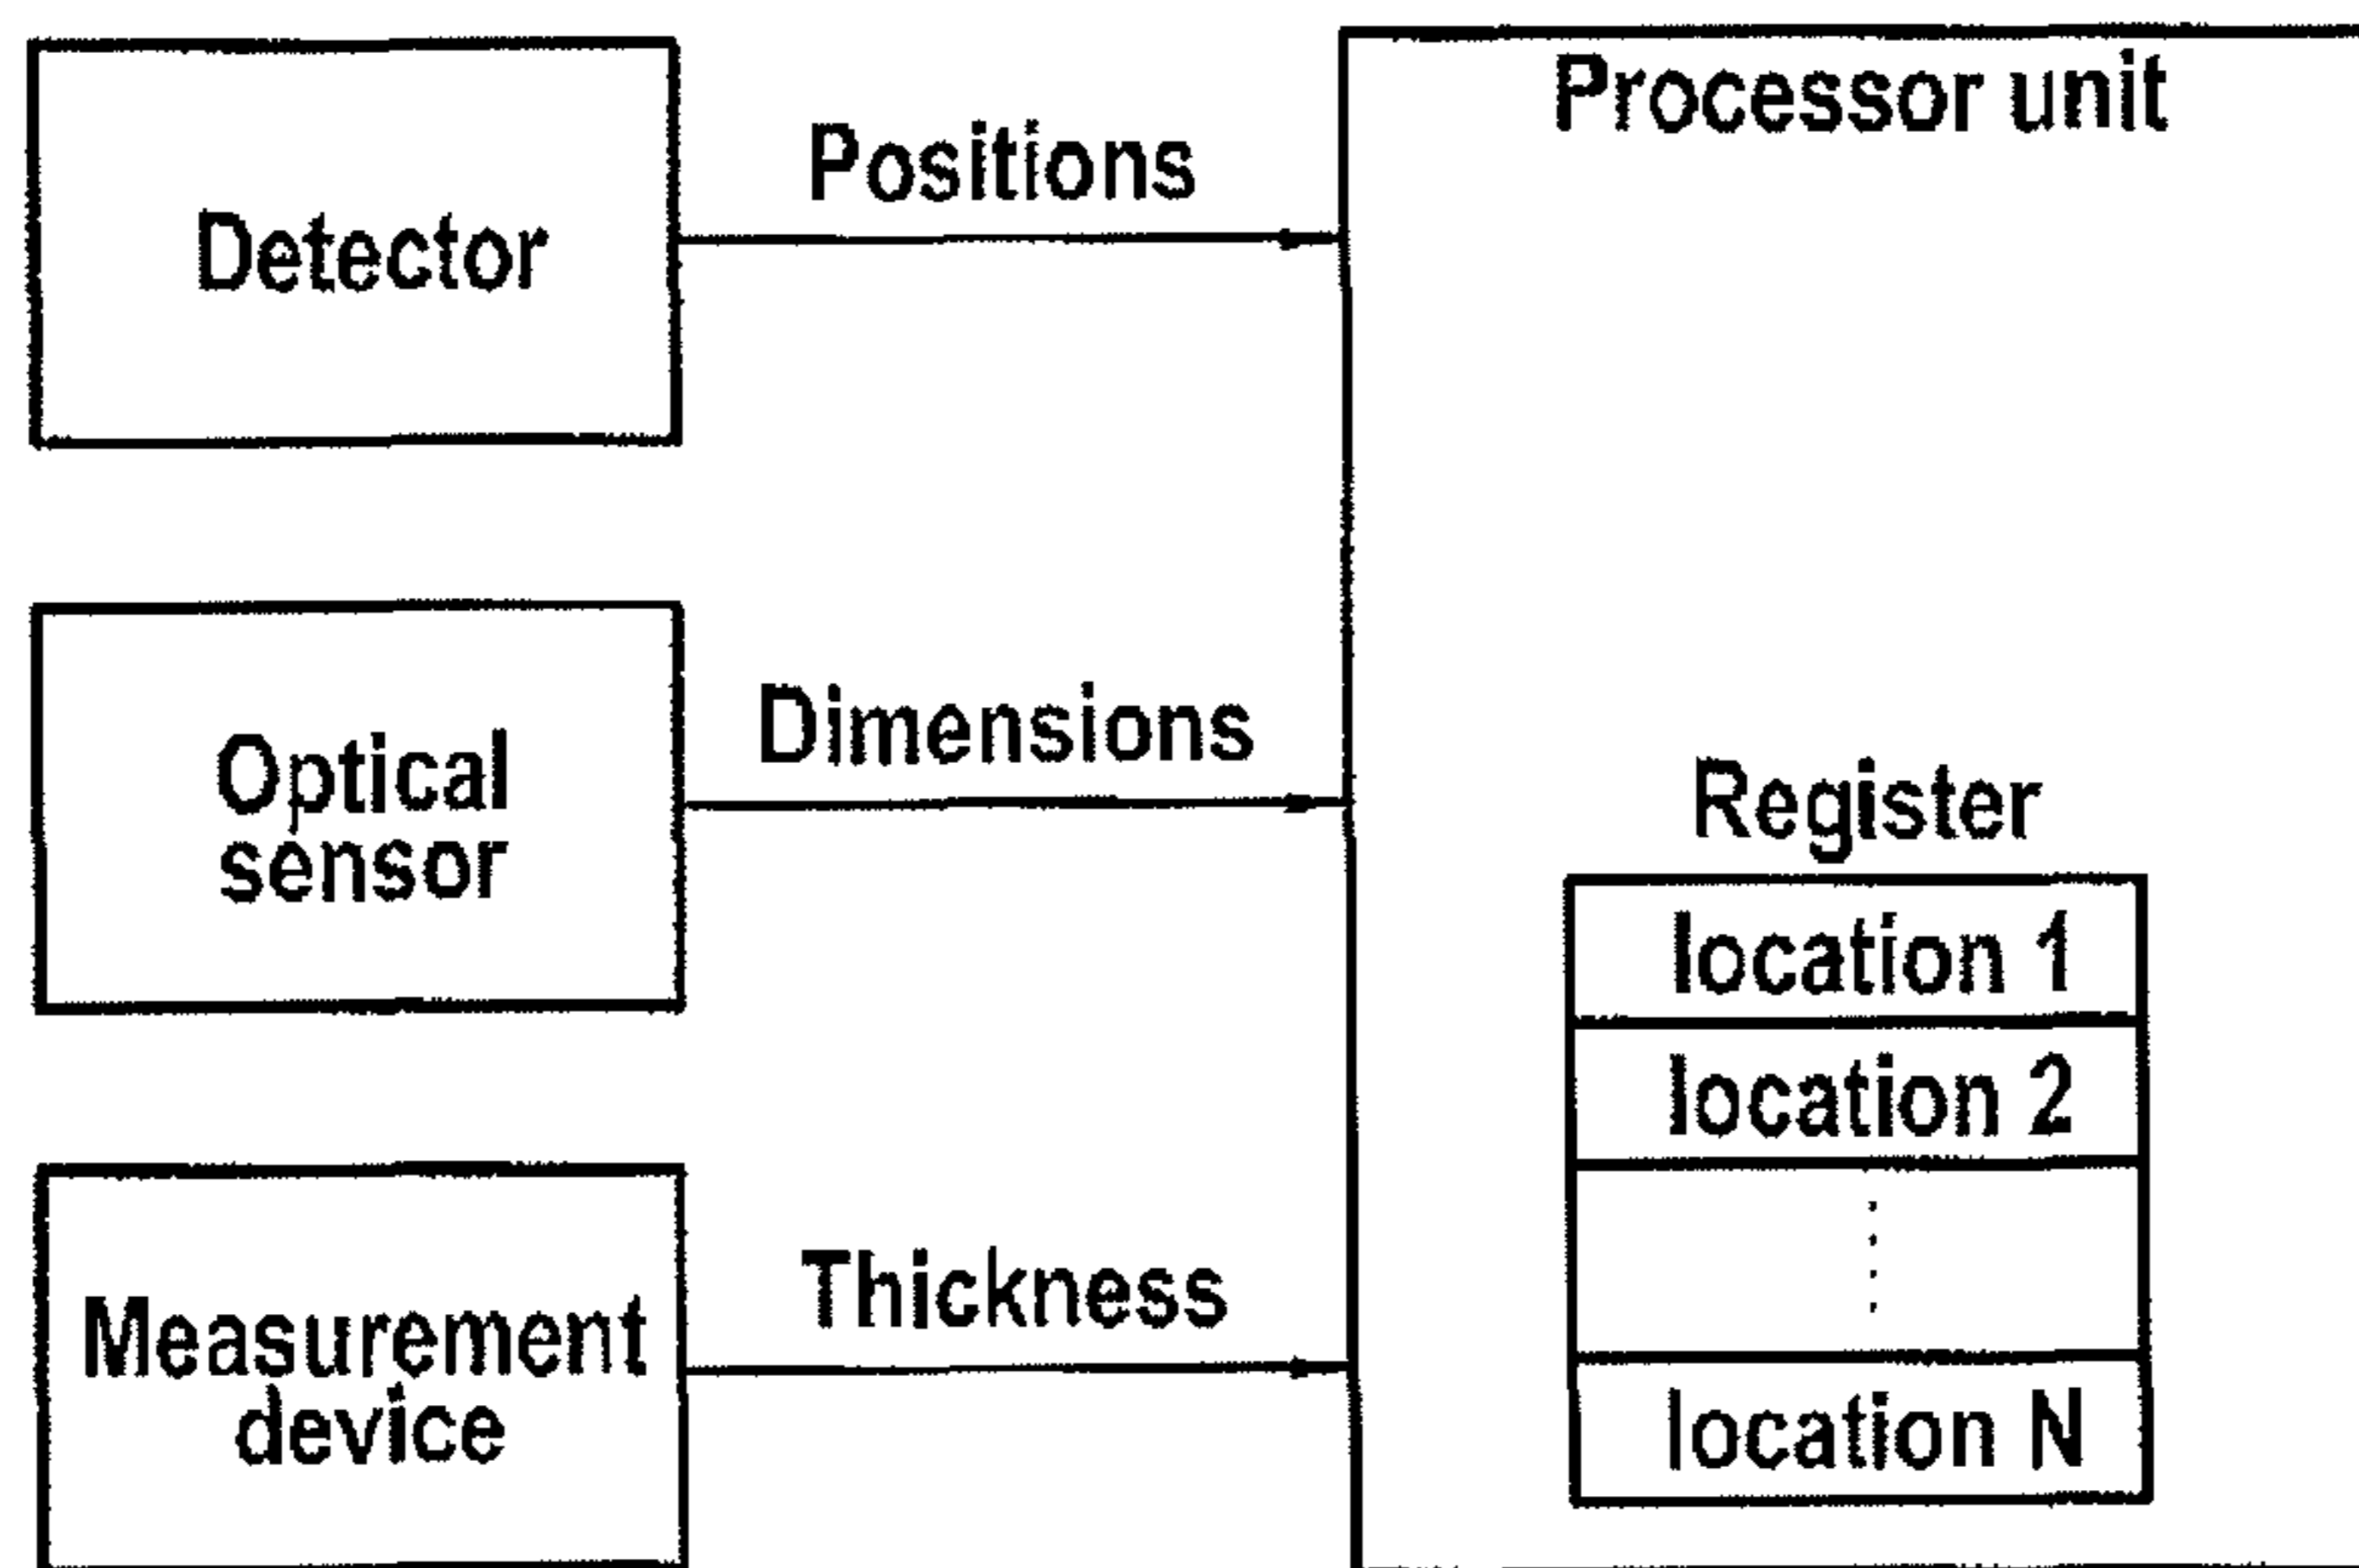 Processor unit
Positions
Detector
Dimensions
Optical
sensor
Register
location 1
location 2
Thickness
Measurement
device
location N